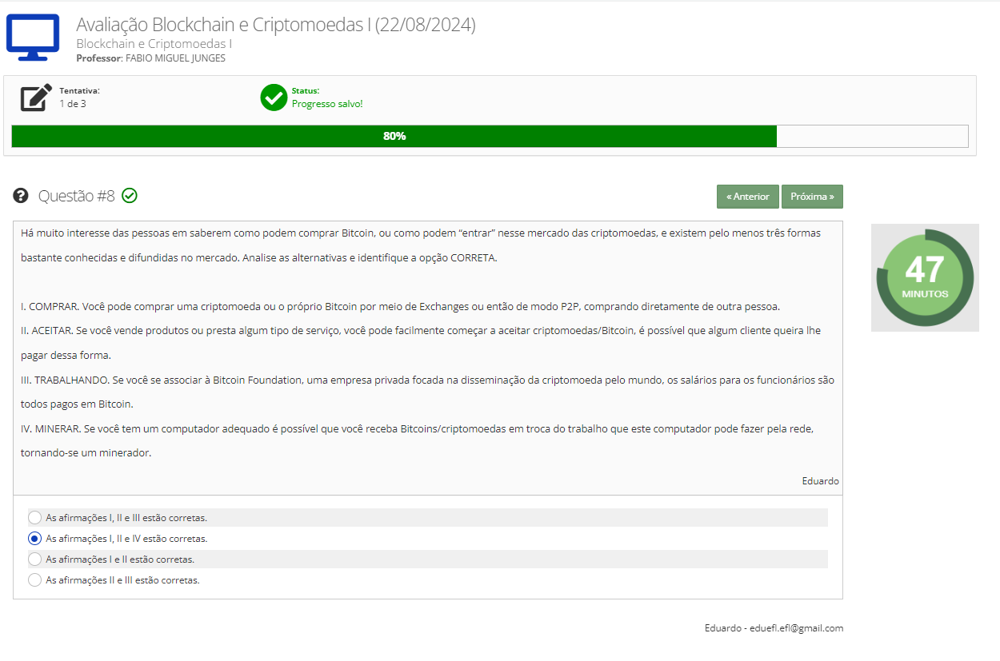 Avaliação Blockchain e Criptomoedas I (22/08/2024)
Blockchain e Criptomoedas I
Professor: FABIO MIGUEL JUNGES
Tentativa:
1 de 3
Status:
Progresso salvo!
80%
Questão #8
« Anterior
Próxima »
Há muito interesse das pessoas em saberem como podem comprar Bitcoin, ou como podem “entrar” nesse mercado das criptomoedas, e existem pelo menos três formas
bastante conhecidas e difundidas no mercado. Analise as alternativas e identifique a opção CORRETA.
I. COMPRAR. Você pode comprar uma criptomoeda ou o próprio Bitcoin por meio de Exchanges ou então de modo P2P, comprando diretamente de outra pessoa.
II. ACEITAR. Se você vende produtos ou presta algum tipo de serviço, você pode facilmente começar a aceitar criptomoedas/Bitcoin, é possível que algum cliente queira lhe
pagar dessa forma.
III. TRABALHANDO. Se você se associar à Bitcoin Foundation, uma empresa privada focada na disseminação da criptomoeda pelo mundo, os salários para os funcionários são
todos pagos em Bitcoin.
IV. MINERAR. Se você tem um computador adequado é possível que você receba Bitcoins/criptomoedas em troca do trabalho que este computador pode fazer pela rede,
tornando-se um minerador.
Eduardo
47
MINUTOS
As afirmações I, II e III estão corretas.
As afirmações I, II e IV estão corretas.
As afirmações I e II estão corretas.
As afirmações II e III estão corretas.
Eduardo - eduefl.efl@gmail.com